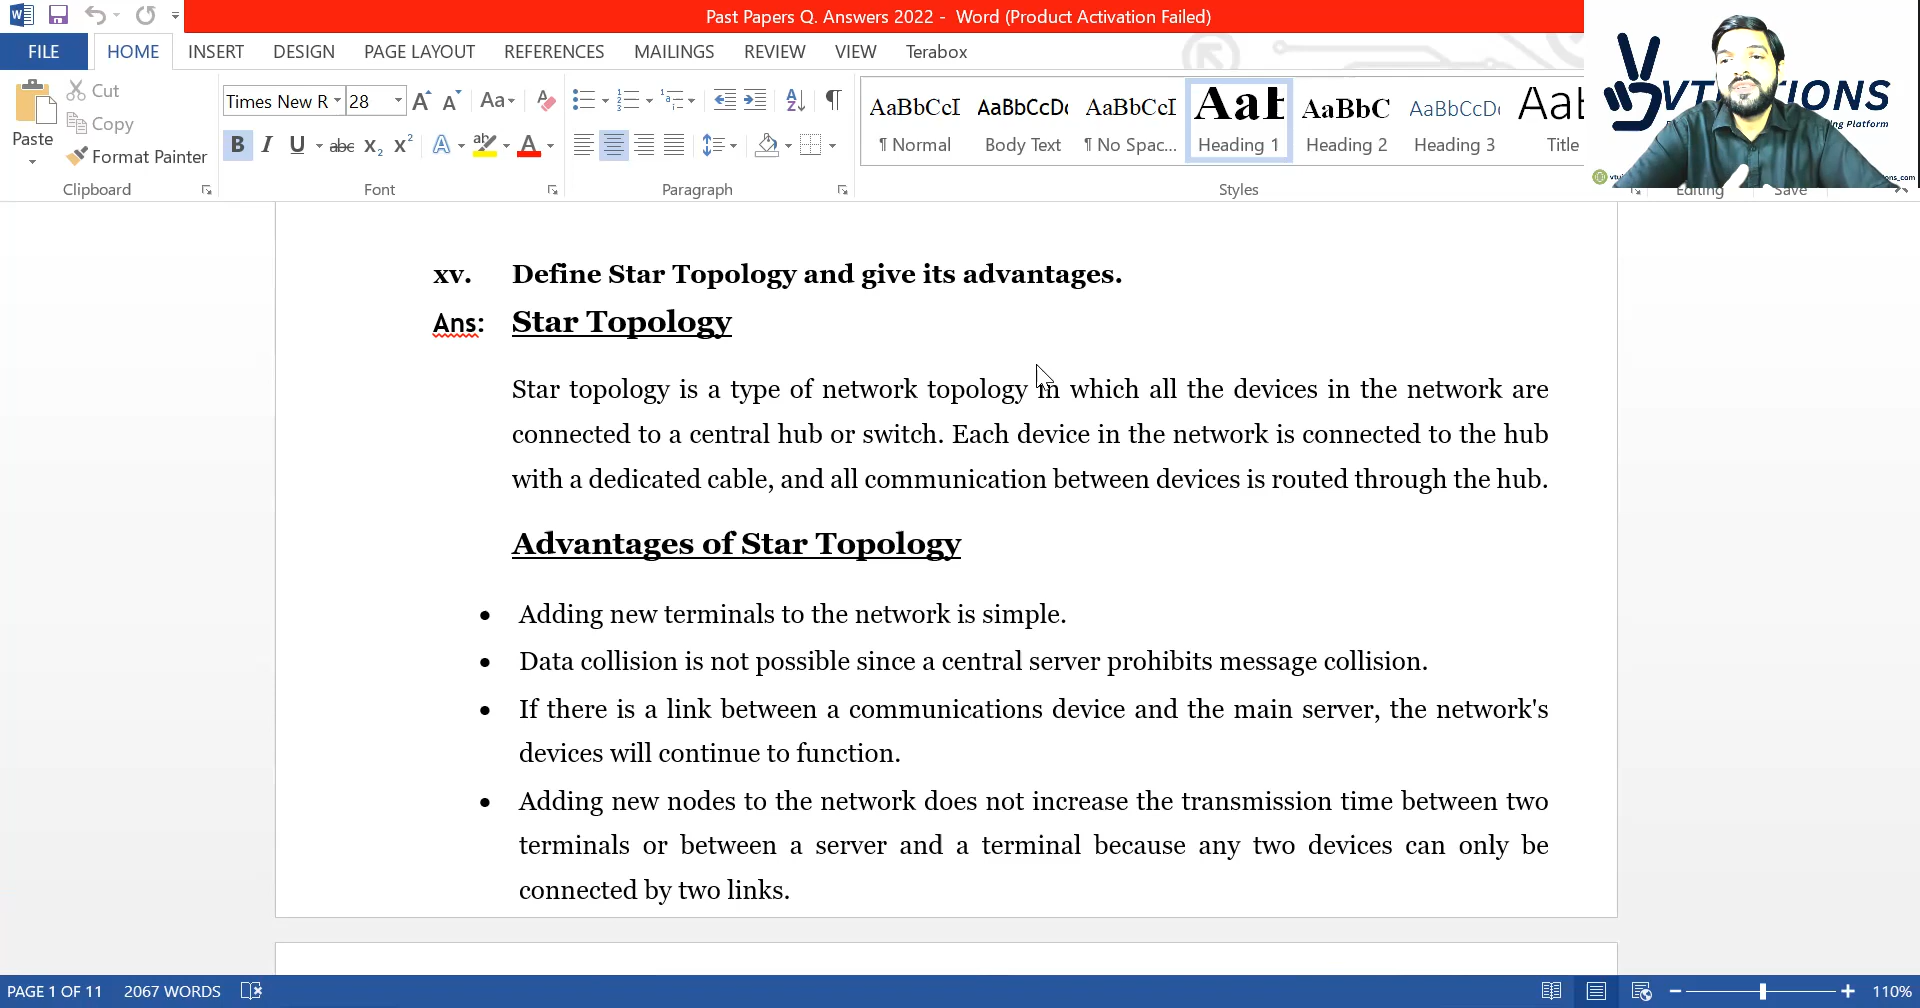 Past Papers Q. Answers 2022 - Word (Product Activation Failed)
FILE HOME INSERT DESIGN PAGE LAYOUT REFERENCES MAILINGS REVIEW VIEW Terabox
Cut
Copy
Format Painter
Paste
Clipboard
Times New R 28
Font
Paragraph
AaBbCcI AaBbCcDc AaBbCcI AaB AaBbC AaBbCcDc AaB
¶ Normal Body Text ¶ No Spac... Heading 1 Heading 2 Heading 3 Title
Styles
Editing Save
xv. Define Star Topology and give its advantages.
Ans: Star Topology
Star topology is a type of network topology in which all the devices in the network are
connected to a central hub or switch. Each device in the network is connected to the hub
with a dedicated cable, and all communication between devices is routed through the hub.
Advantages of Star Topology
• Adding new terminals to the network is simple.
• Data collision is not possible since a central server prohibits message collision.
• If there is a link between a communications device and the main server, the network's
devices will continue to function.
• Adding new nodes to the network does not increase the transmission time between two
terminals or between a server and a terminal because any two devices can only be
connected by two links.
PAGE 1 OF 11 2067 WORDS 110%